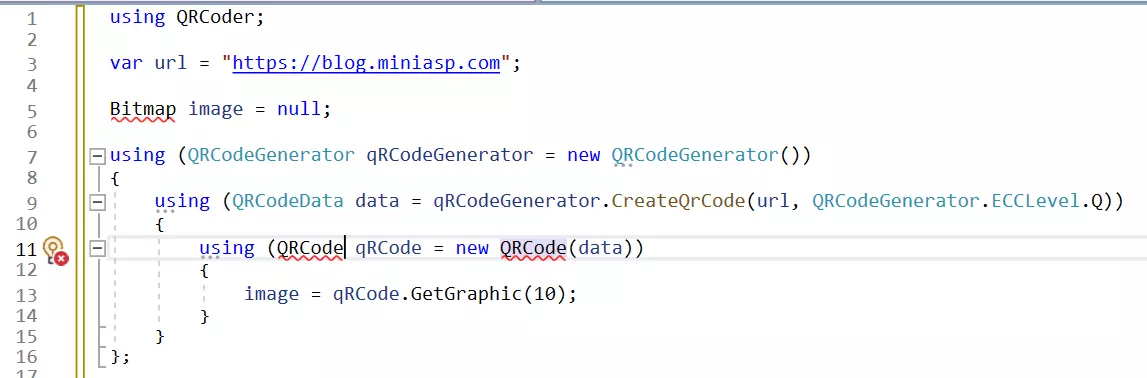 1 using QRCoder;
2
3 var url = "https://blog.miniasp.com";
4
5 Bitmap image = null;
6
7 using (QRCodeGenerator qRCodeGenerator = new QRCodeGenerator())
8 {
9 using (QRCodeData data = qRCodeGenerator.CreateQrCode(url, QRCodeGenerator.ECCLevel.Q))
10 {
11 using (QRCode qRCode = new QRCode(data))
12 {
13 image = qRCode.GetGraphic(10);
14 }
15 }
16 };
17